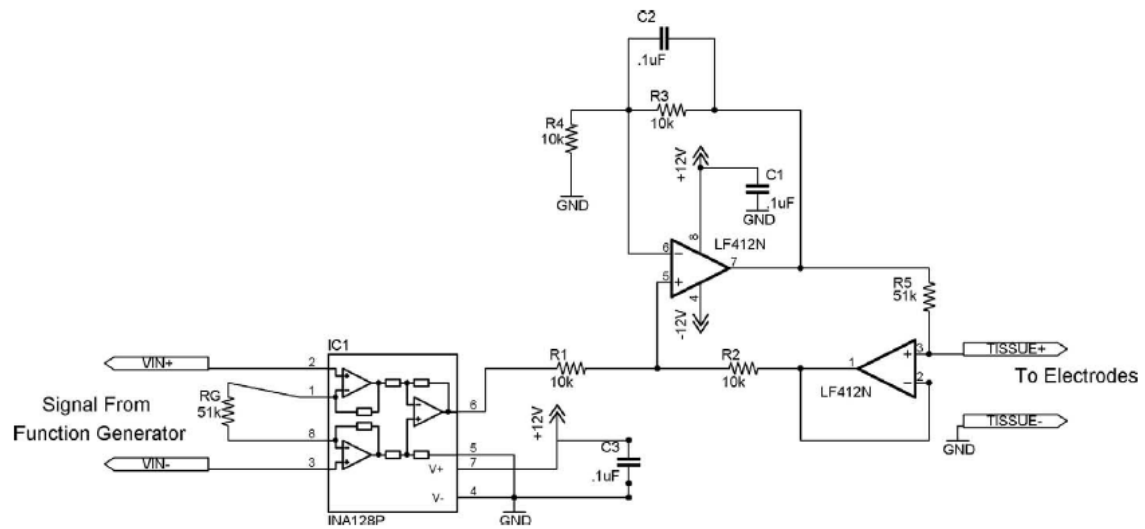 C2
.1uF
R3
10k
R4
10k
+12V
C1
.1uF
GND
GND
8
LF412N
6
7
5
4
-12V
R5
51k
IC1
VIN+
2
1
RG
51k
Signal From
Function Generator
8
VIN-
3
6
5
7
V+
4
V-
INA128P
R1
10k
R2
10k
+12V
C3
.1uF
GND
1
3
2
LF412N
TISSUE+
To Electrodes
TISSUE-
GND